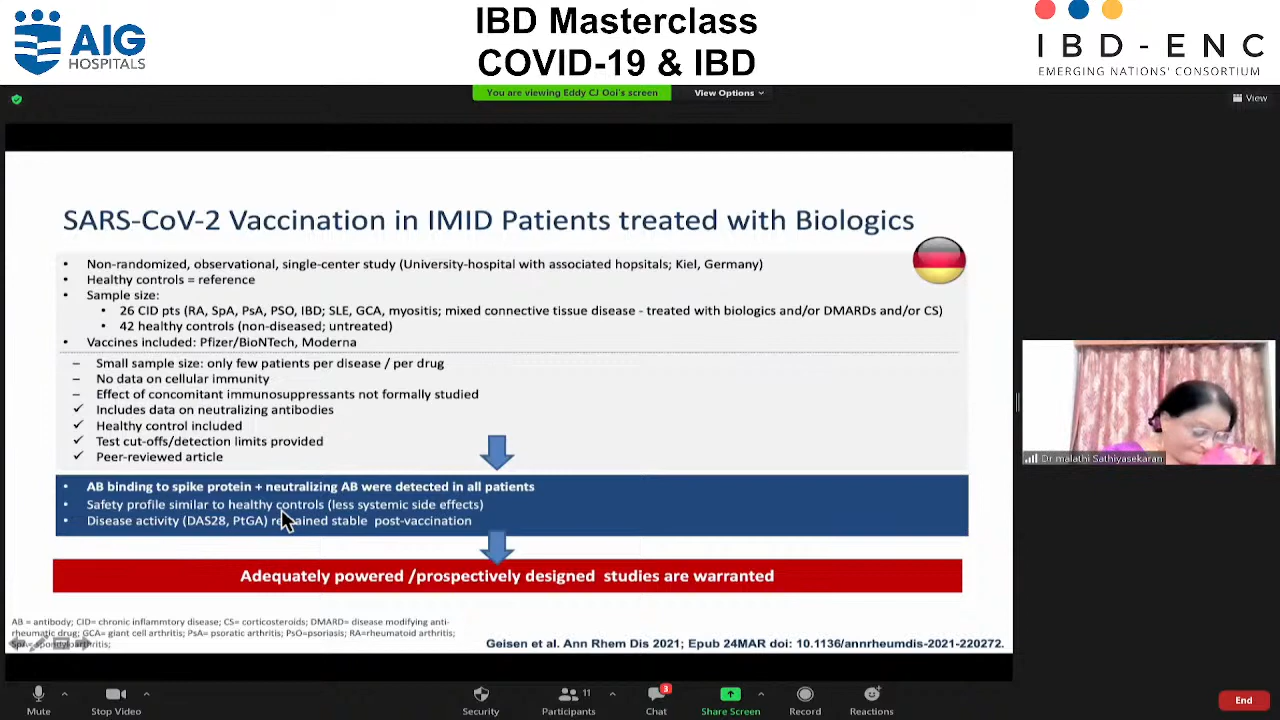 AIG
HOSPITALS
IBD Masterclass
COVID-19 & IBD
IBD-ENC
EMERGING NATIONS' CONSORTIUM
You are viewing Eddy CJ Ooi's screen
View Options
View
SARS-CoV-2 Vaccination in IMID Patients treated with Biologics
• Non-randomized, observational, single-center study (University-hospital with associated hopsitals; Kiel, Germany)
• Healthy controls = reference
• Sample size:
• 26 CID pts (RA, SpA, PsA, PSO, IBD; SLE, GCA, myositis; mixed connective tissue disease - treated with biologics and/or DMARDs and/or CS)
• 42 healthy controls (non-diseased; untreated)
• Vaccines included: Pfizer/BioNTech, Moderna
– Small sample size: only few patients per disease / per drug
– No data on cellular immunity
– Effect of concomitant immunosuppressants not formally studied
✓ Includes data on neutralizing antibodies
✓ Healthy control included
✓ Test cut-offs/detection limits provided
✓ Peer-reviewed article
• AB binding to spike protein + neutralizing AB were detected in all patients
• Safety profile similar to healthy controls (less systemic side effects)
• Disease activity (DAS28, PtGA) remained stable post-vaccination
Adequately powered /prospectively designed studies are warranted
AB = antibody; CID= chronic inflammtory disease; CS= corticosteroids; DMARD= disease modifying anti-
rheumatic drug; GCA= giant cell arthritis; PsA= psoratic arthritis; PsO=psoriasis; RA=rheumatoid arthritis;
Geisen et al. Ann Rhem Dis 2021; Epub 24MAR doi: 10.1136/annrheumdis-2021-220272.
Dr malathi Sathiyasekaran
Mute
Stop Video
Security
11
Participants
3
Chat
Share Screen
Record
Reactions
End